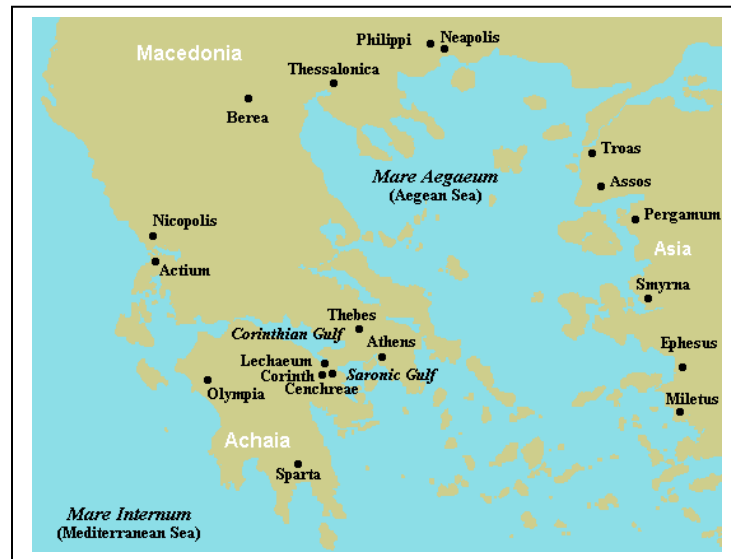 Philippi
Neapolis
Macedonia
Thessalonica
Berea
Troas
Mare Aegaeum
(Aegean Sea)
Assos
Nicopolis
Pergamum
Asia
Actium
Smyrna
Thebes
Corinthian Gulf
Athens
Lechaeum
Ephesus
Corinth
Saronic Gulf
Cenchreae
Olympia
Miletus
Achaia
Sparta
Mare Internum
(Mediterranean Sea)